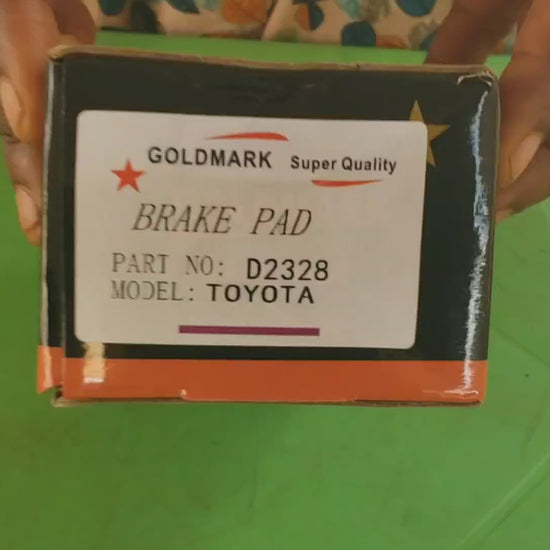 GOLDMARK Super Quality
BRAKE PAD
PART NO: D2328
MODEL: TOYOTA